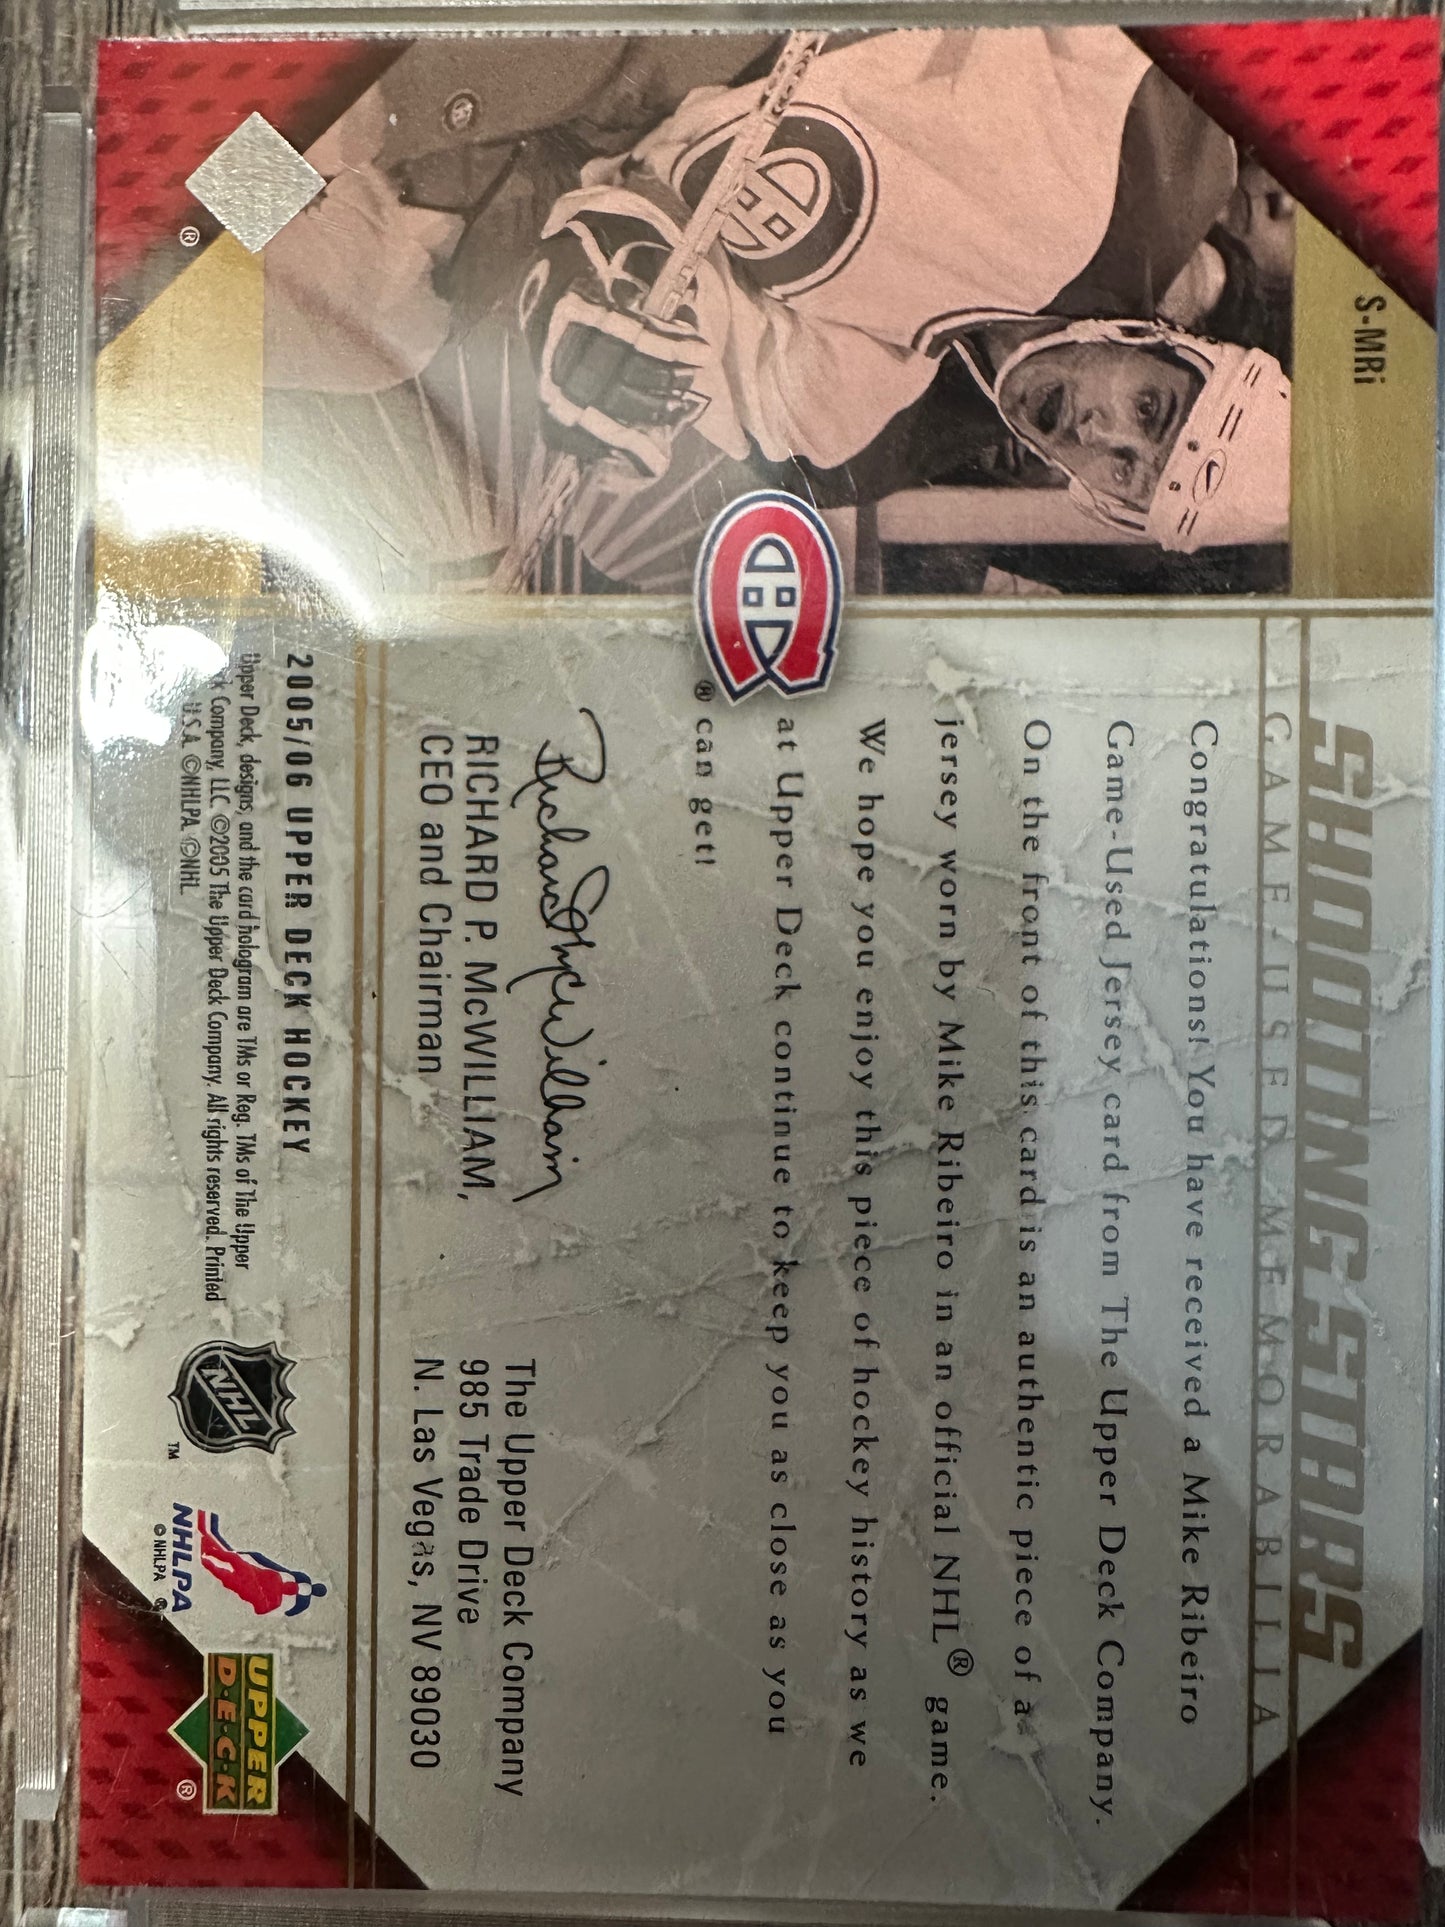 S-MRi
SHOOTING STARS
GAME-USED MEMORABILIA
Congratulations! You have received a Mike Ribeiro
Game-Used Jersey card from The Upper Deck Company.
On the front of this card is an authentic piece of a
jersey worn by Mike Ribeiro in an official NHL® game.
We hope you enjoy this piece of hockey history as we
at Upper Deck continue to keep you as close as you
® can get!
Richard P. McWilliam
RICHARD P. McWILLIAM,
CEO and Chairman
The Upper Deck Company
985 Trade Drive
N. Las Vegas, NV 89030
2005/06 UPPER DECK HOCKEY
Upper Deck, designs, and the card hologram are TMs or Reg. TMs of The Upper
k Company, LLC. ©2005 The Upper Deck Company. All rights reserved. Printed
U.S.A. ©NHLPA ©NHL
NHL
TM
NHLPA
© NHLPA
UPPER
D·E·C·K
®
®